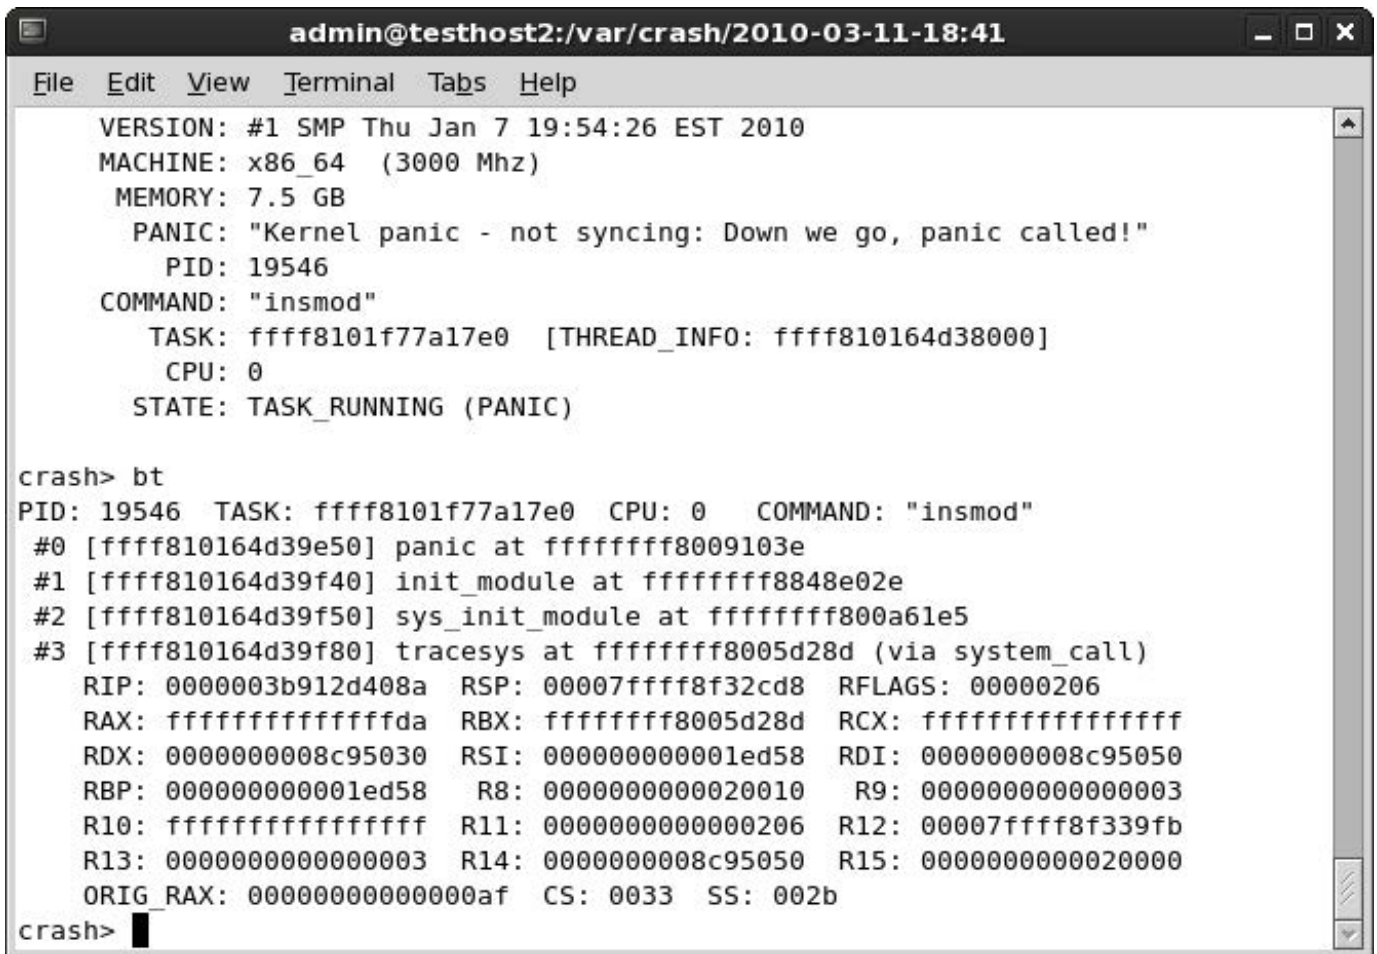 admin@testhost2:/var/crash/2010-03-11-18:41
File Edit View Terminal Tabs Help
VERSION: #1 SMP Thu Jan 7 19:54:26 EST 2010
MACHINE: x86_64  (3000 Mhz)
MEMORY: 7.5 GB
PANIC: "Kernel panic - not syncing: Down we go, panic called!"
PID: 19546
COMMAND: "insmod"
TASK: ffff8101f77a17e0  [THREAD_INFO: ffff810164d38000]
CPU: 0
STATE: TASK_RUNNING (PANIC)
crash> bt
PID: 19546  TASK: ffff8101f77a17e0  CPU: 0   COMMAND: "insmod"
#0 [ffff810164d39e50] panic at ffffffff8009103e
#1 [ffff810164d39f40] init_module at ffffffff8848e02e
#2 [ffff810164d39f50] sys_init_module at ffffffff800a61e5
#3 [ffff810164d39f80] tracesys at ffffffff8005d28d (via system_call)
RIP: 0000003b912d408a  RSP: 00007ffff8f32cd8  RFLAGS: 00000206
RAX: ffffffffffffffda  RBX: ffffffff8005d28d  RCX: ffffffffffffffff
RDX: 0000000008c95030  RSI: 000000000001ed58  RDI: 0000000008c95050
RBP: 000000000001ed58   R8: 0000000000020010   R9: 0000000000000003
R10: ffffffffffffffff  R11: 0000000000000206  R12: 00007ffff8f339fb
R13: 0000000000000003  R14: 0000000008c95050  R15: 0000000000020000
ORIG_RAX: 00000000000000af  CS: 0033  SS: 002b
crash>